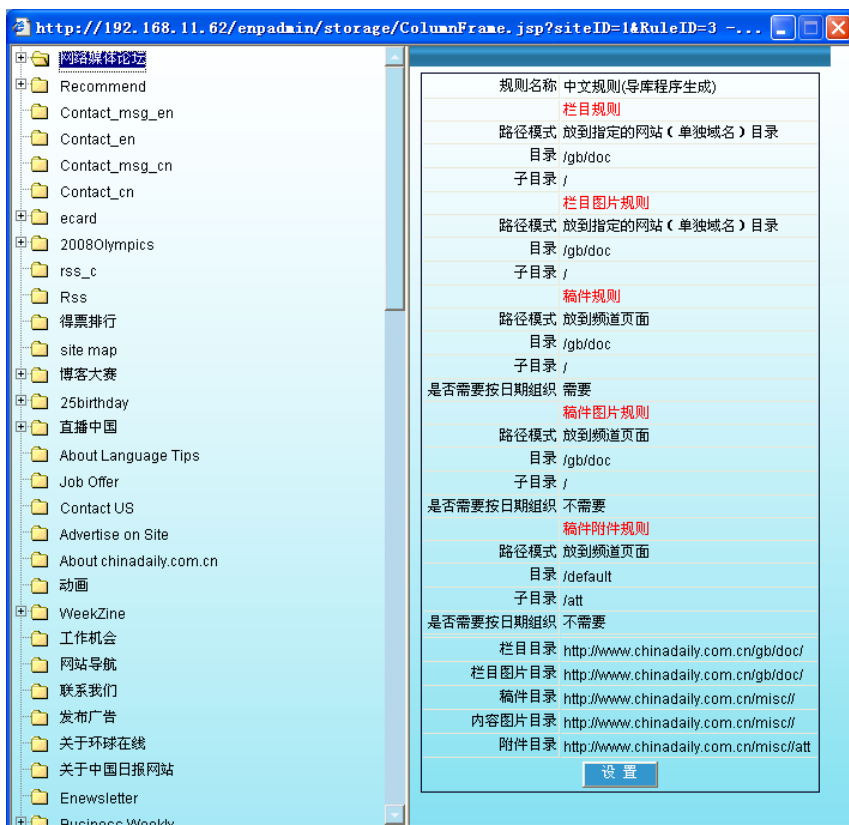 http://192.168.11.62/enpadmin/storage/ColumnFrame.jsp?siteID=1&RuleID=3 -...
网络媒体论坛
Recommend
Contact_msg_en
Contact_en
Contact_msg_cn
Contact_cn
ecard
2008Olympics
rss_c
Rss
得票排行
site map
博客大赛
25birthday
直播中国
About Language Tips
Job Offer
Contact US
Advertise on Site
About chinadaily.com.cn
动画
WeekZine
工作机会
网站导航
联系我们
发布广告
关于环球在线
关于中国日报网站
Enewsletter
Business Weekly
规则名称 中文规则(导库程序生成)
栏目规则
路径模式 放到指定的网站(单独域名)目录
目录 /gb/doc
子目录 /
栏目图片规则
路径模式 放到指定的网站(单独域名)目录
目录 /gb/doc
子目录 /
稿件规则
路径模式 放到频道页面
目录 /gb/doc
子目录 /
是否需要按日期组织 需要
稿件图片规则
路径模式 放到频道页面
目录 /gb/doc
子目录 /
是否需要按日期组织 不需要
稿件附件规则
路径模式 放到频道页面
目录 /default
子目录 /att
是否需要按日期组织 不需要
栏目目录 http://www.chinadaily.com.cn/gb/doc/
栏目图片目录 http://www.chinadaily.com.cn/gb/doc/
稿件目录 http://www.chinadaily.com.cn/misc//
内容图片目录 http://www.chinadaily.com.cn/misc//
附件目录 http://www.chinadaily.com.cn/misc//att
设 置